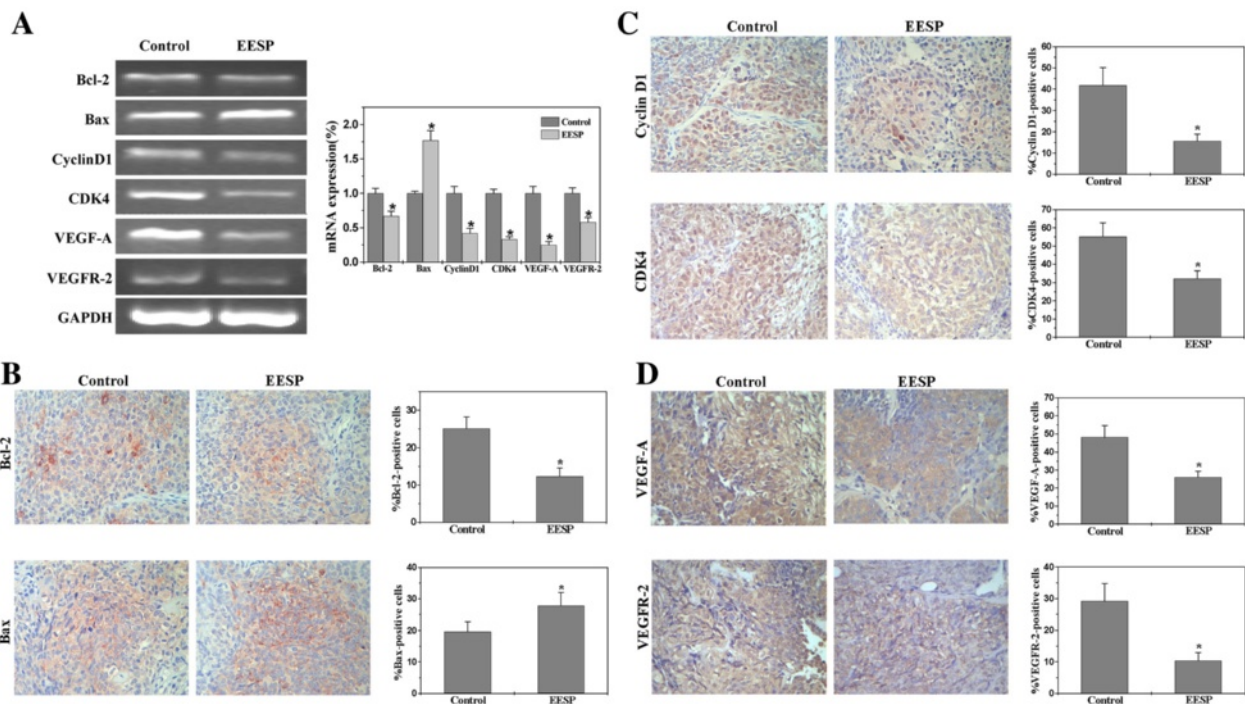 A
Control EESP
Bcl-2
Bax
CyclinD1
CDK4
VEGF-A
VEGFR-2
GAPDH
mRNA expression(%)
2.0
1.5
1.0
0.5
0.0
Control
EESP
*
*
*
*
*
*
Bcl-2 Bax CyclinD1 CDK4 VEGF-A VEGFR-2
B
Control EESP
Bcl-2
%Bcl-2-positive cells
30
20
10
0
*
Control EESP
Bax
%Bax-positive cells
40
30
20
10
0
*
Control EESP
C
Control EESP
Cyclin D1
%Cyclin D1-positive cells
60
50
40
30
20
10
0
*
Control EESP
CDK4
%CDK4-positive cells
70
60
50
40
30
20
10
0
*
Control EESP
D
Control EESP
VEGF-A
%VEGF-A-positive cells
70
60
50
40
30
20
10
0
*
Control EESP
VEGFR-2
%VEGFR-2-positive cells
40
30
20
10
0
*
Control EESP